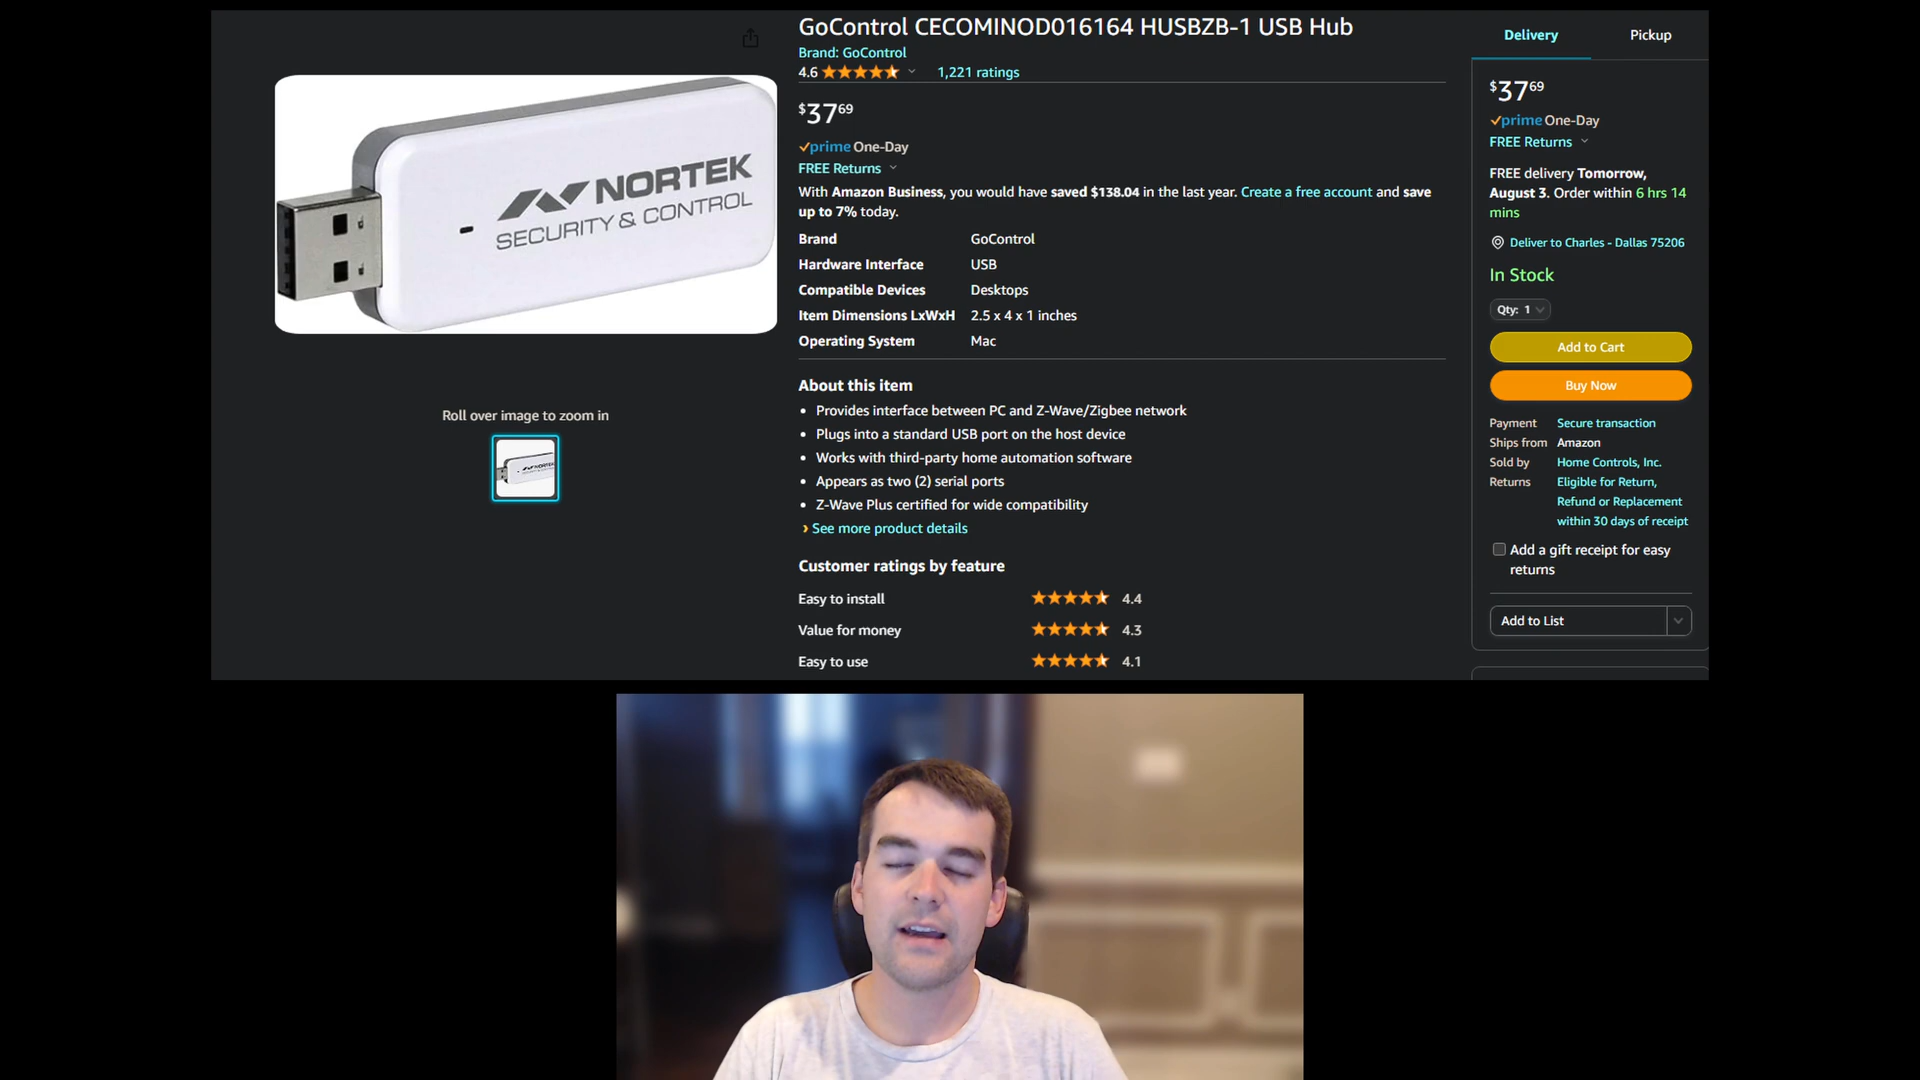 GoControl CECOMINOD016164 HUSBZB-1 USB Hub
Brand: GoControl
4.6 1,221 ratings
$37 69
prime One-Day
FREE Returns
With Amazon Business, you would have saved $138.04 in the last year. Create a free account and save
up to 7% today.
Brand GoControl
Hardware Interface USB
Compatible Devices Desktops
Item Dimensions LxWxH 2.5 x 4 x 1 inches
Operating System Mac
About this item
• Provides interface between PC and Z-Wave/Zigbee network
• Plugs into a standard USB port on the host device
• Works with third-party home automation software
• Appears as two (2) serial ports
• Z-Wave Plus certified for wide compatibility
› See more product details
Customer ratings by feature
Easy to install 4.4
Value for money 4.3
Easy to use 4.1
NORTEK
SECURITY & CONTROL
Roll over image to zoom in
NORTEK
Delivery Pickup
$37 69
prime One-Day
FREE Returns
FREE delivery Tomorrow,
August 3. Order within 6 hrs 14
mins
Deliver to Charles - Dallas 75206
In Stock
Qty: 1
Add to Cart
Buy Now
Payment Secure transaction
Ships from Amazon
Sold by Home Controls, Inc.
Returns Eligible for Return,
Refund or Replacement
within 30 days of receipt
Add a gift receipt for easy
returns
Add to List